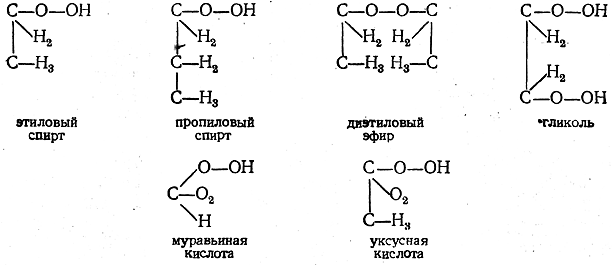 C—O—OH C—O—OH C—O—O—C C—O—OH
H₂ H₂ H₂ H₂ H₂
C—H₃ C—H₂ C—H₃ H₃—C H₂
C—H₃ C—O—OH
этиловый пропиловый диэтиловый гликоль
спирт спирт эфир
O—OH C—O—OH
C—O₂ O₂
H C—H₃
муравьиная уксусная
кислота кислота